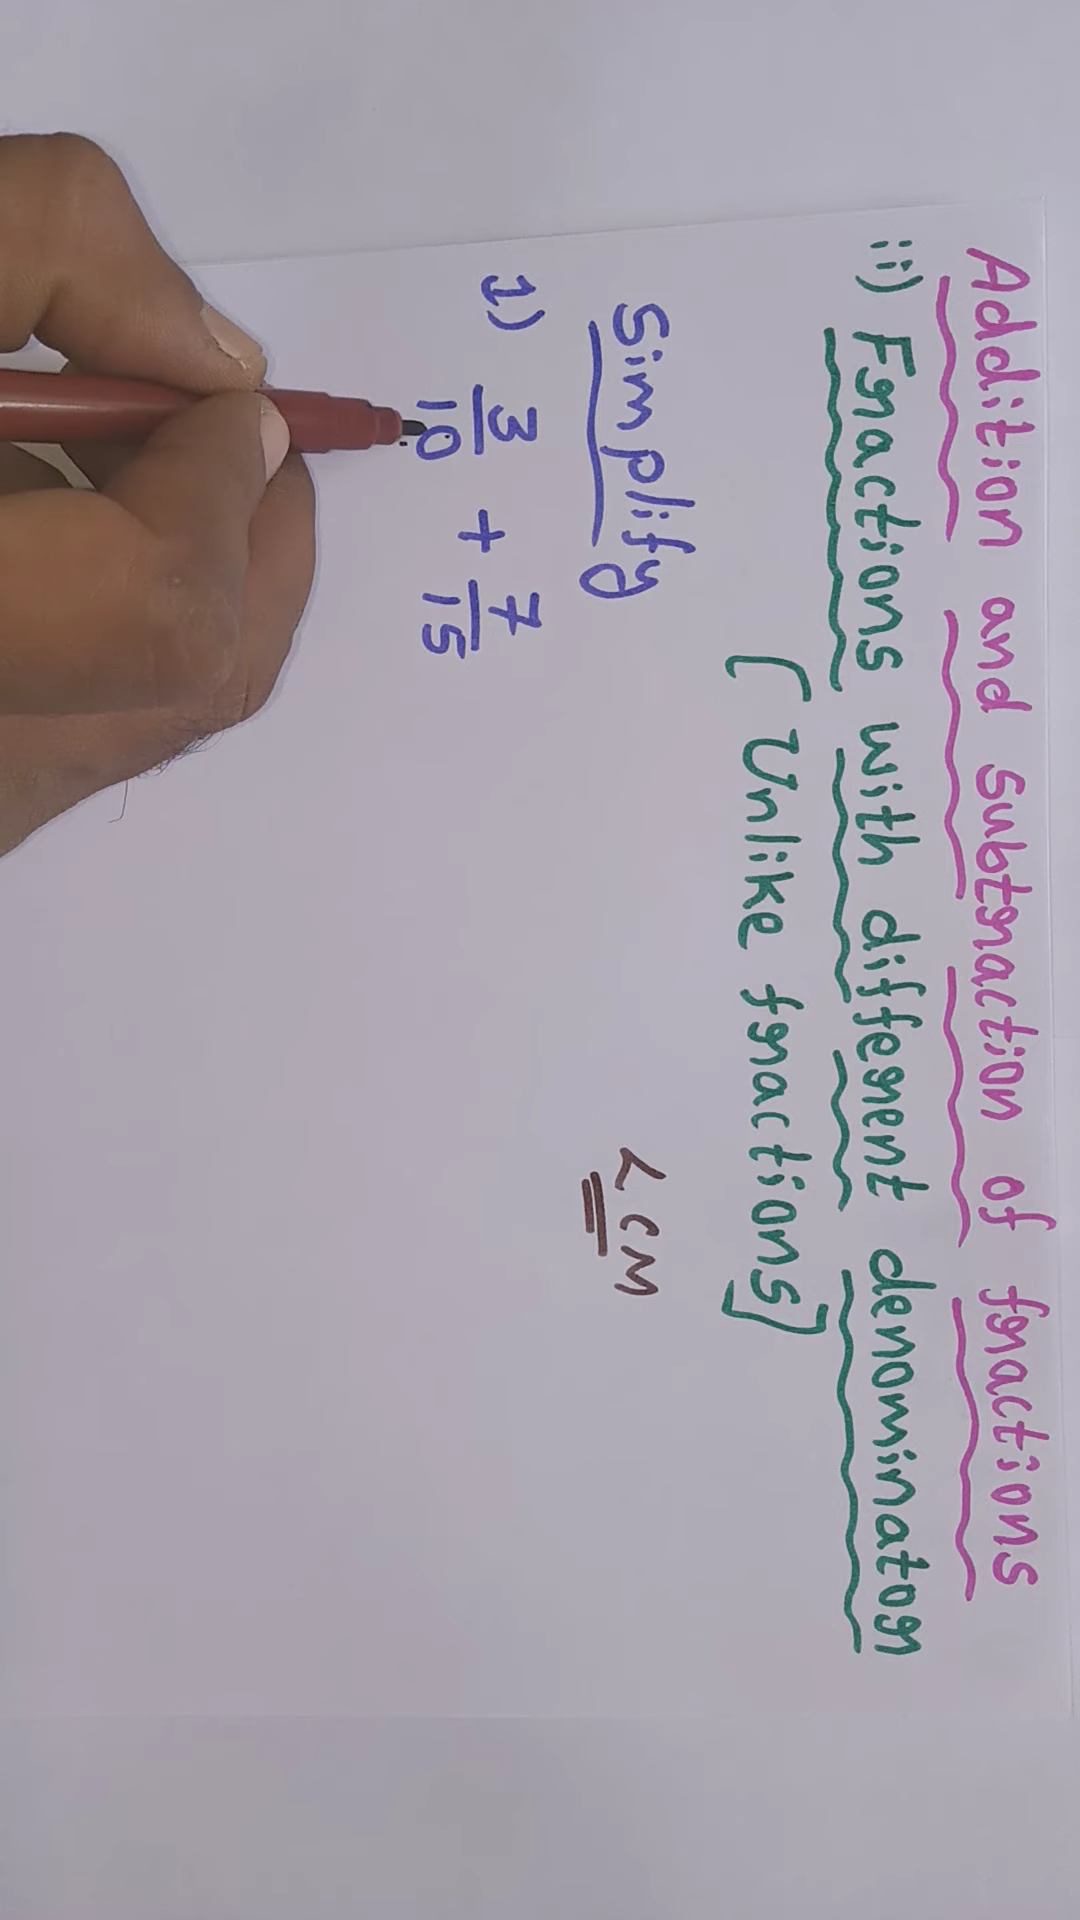 Addition and subtraction of fractions
ii) Fractions with different denominator
[Unlike fractions]
Simplify
LCM
1) 3/10 + 7/15